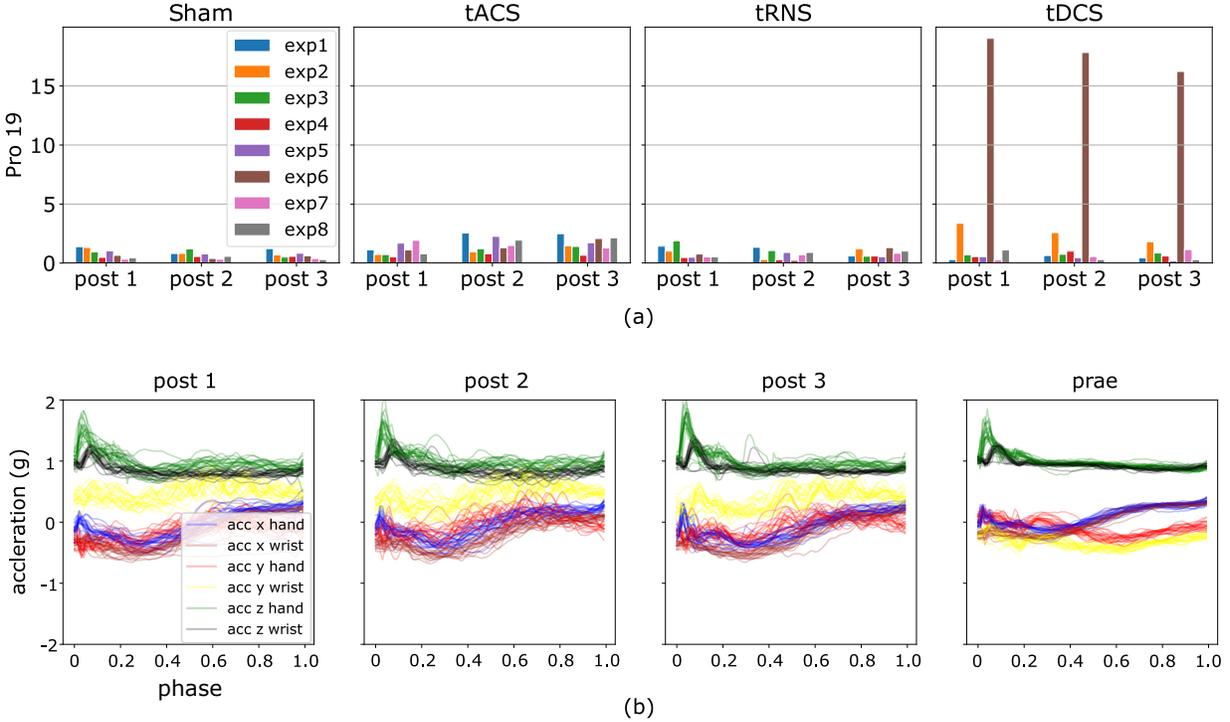 Sham tACS tRNS tDCS
Pro 19
15
10
5
0
exp1
exp2
exp3
exp4
exp5
exp6
exp7
exp8
post 1 post 2 post 3 post 1 post 2 post 3 post 1 post 2 post 3 post 1 post 2 post 3
(a)
post 1 post 2 post 3 prae
accleration (g)
2
1
0
-1
-2
acc x hand
acc x wrist
acc y hand
acc y wrist
acc z hand
acc z wrist
0 0.2 0.4 0.6 0.8 1.0 0 0.2 0.4 0.6 0.8 1.0 0 0.2 0.4 0.6 0.8 1.0 0 0.2 0.4 0.6 0.8 1.0
phase
(b)